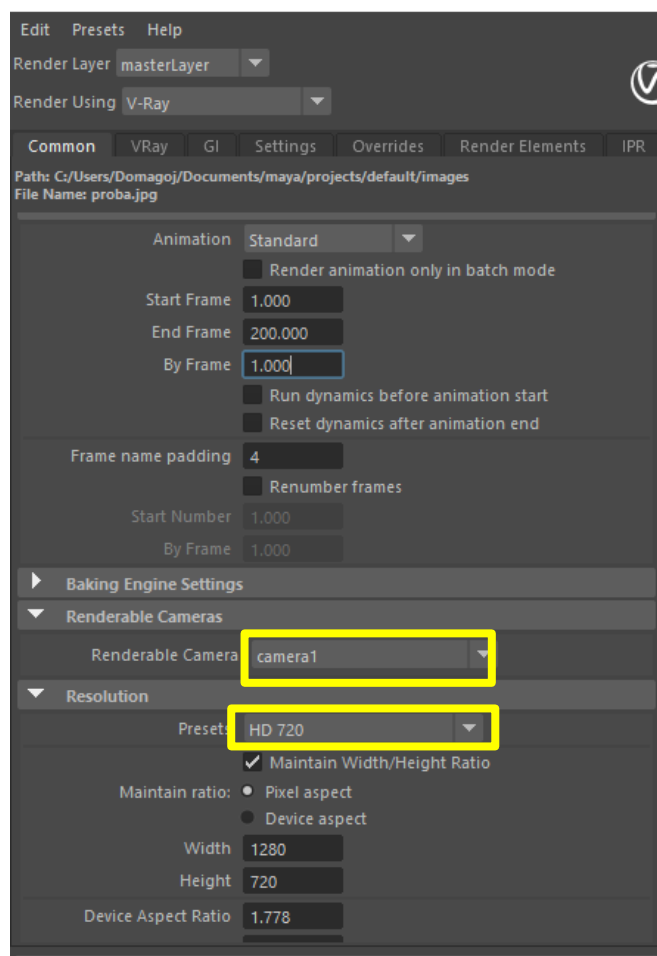 Edit Presets Help
Render Layer masterLayer
Render Using V-Ray
Common VRay GI Settings Overrides Render Elements IPR
Path: C:/Users/Domagoj/Documents/maya/projects/default/images
File Name: proba.jpg
Animation Standard
Render animation only in batch mode
Start Frame 1.000
End Frame 200.000
By Frame 1.000
Run dynamics before animation start
Reset dynamics after animation end
Frame name padding 4
Renumber frames
Start Number 1.000
By Frame 1.000
Baking Engine Settings
Renderable Cameras
Renderable Camera camera1
Resolution
Presets HD 720
Maintain Width/Height Ratio
Maintain ratio: Pixel aspect
Device aspect
Width 1280
Height 720
Device Aspect Ratio 1.778